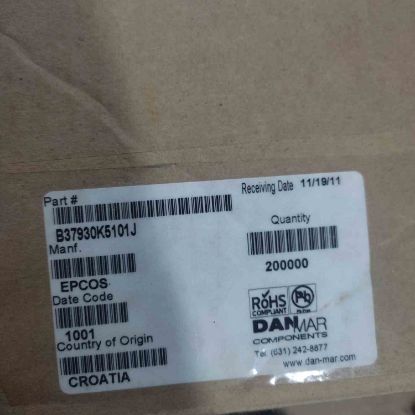 Part #
B37930K5101J
Manf.
EPCOS
Date Code
1001
Country of Origin
CROATIA
Receiving Date 11/19/11
Quantity
200000
RoHS
COMPLIANT
Pb
DANMAR
COMPONENTS
Tel: (631) 242-8877
www.dan-mar.com